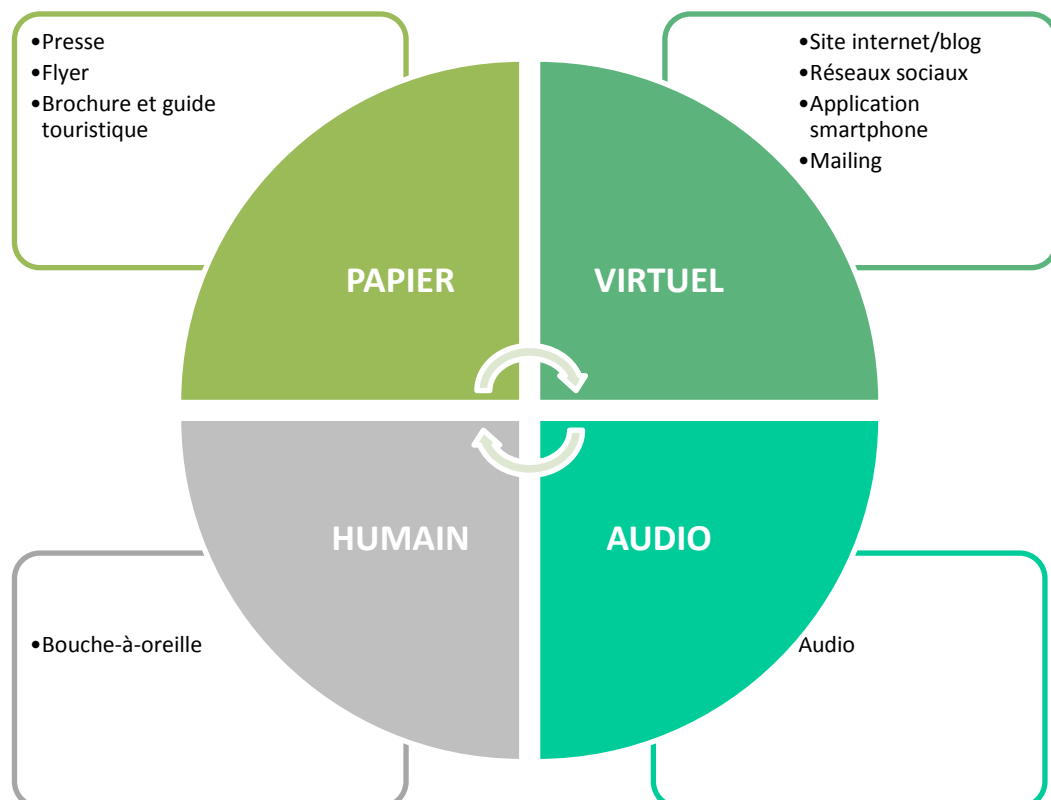 •Presse
•Flyer
•Brochure et guide
touristique
•Site internet/blog
•Réseaux sociaux
•Application
smartphone
•Mailing
PAPIER
VIRTUEL
HUMAIN
AUDIO
•Bouche-à-oreille
Audio